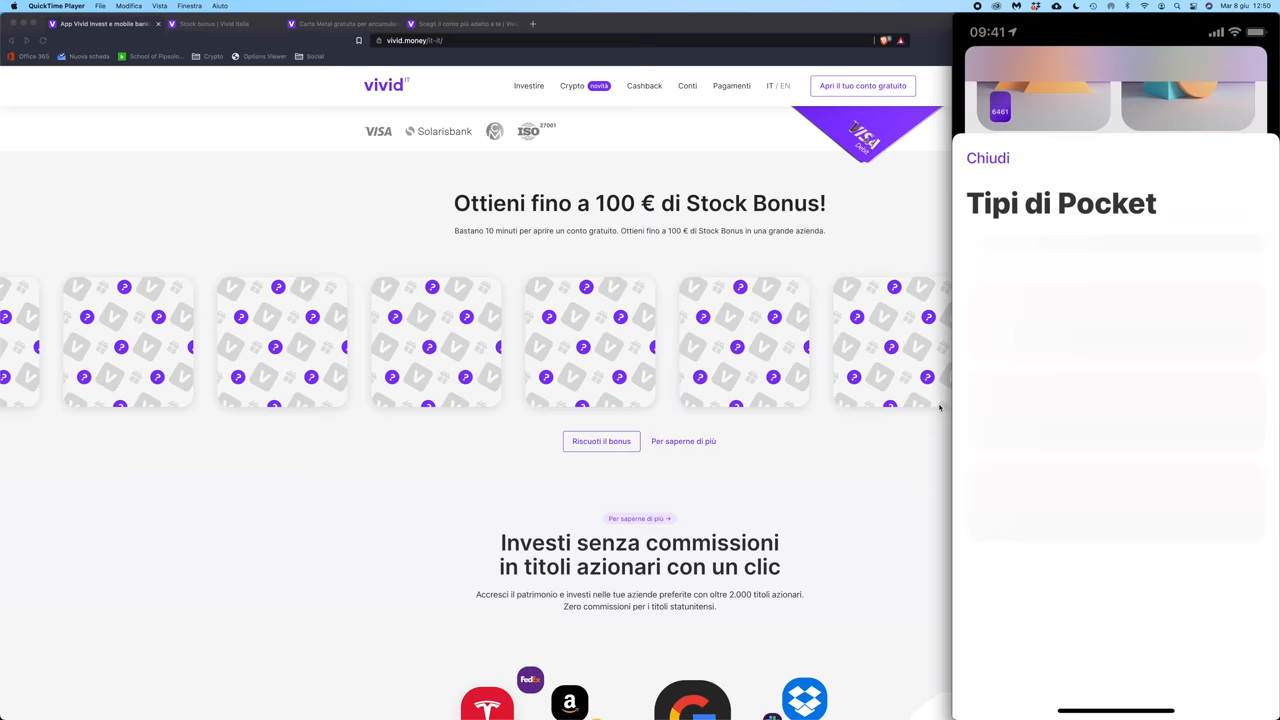 QuickTime Player File Modifica Vista Finestra Aiuto
Mar 8 giu 12:50
App Vivid Invest e mobile bank
Stock bonus | Vivid Italia
Carta Metal gratuita per accumulo
Scegli il conto più adatto a te | Vivid
vivid.money/it-it/
Office 365 Nuova scheda School of Pipsolo... Crypto Options Viewer Social
vivid IT
Investire Crypto novità Cashback Conti Pagamenti IT / EN Apri il tuo conto gratuito
VISA Solarisbank ISO 27001
VISA
Debit
Ottieni fino a 100 € di Stock Bonus!
Bastano 10 minuti per aprire un conto gratuito. Ottieni fino a 100 € di Stock Bonus in una grande azienda.
Riscuoti il bonus Per saperne di più
Per saperne di più →
Investi senza commissioni
in titoli azionari con un clic
Accresci il patrimonio e investi nelle tue aziende preferite con oltre 2.000 titoli azionari.
Zero commissioni per i titoli statunitensi.
FedEx
09:41
6461
Chiudi
Tipi di Pocket